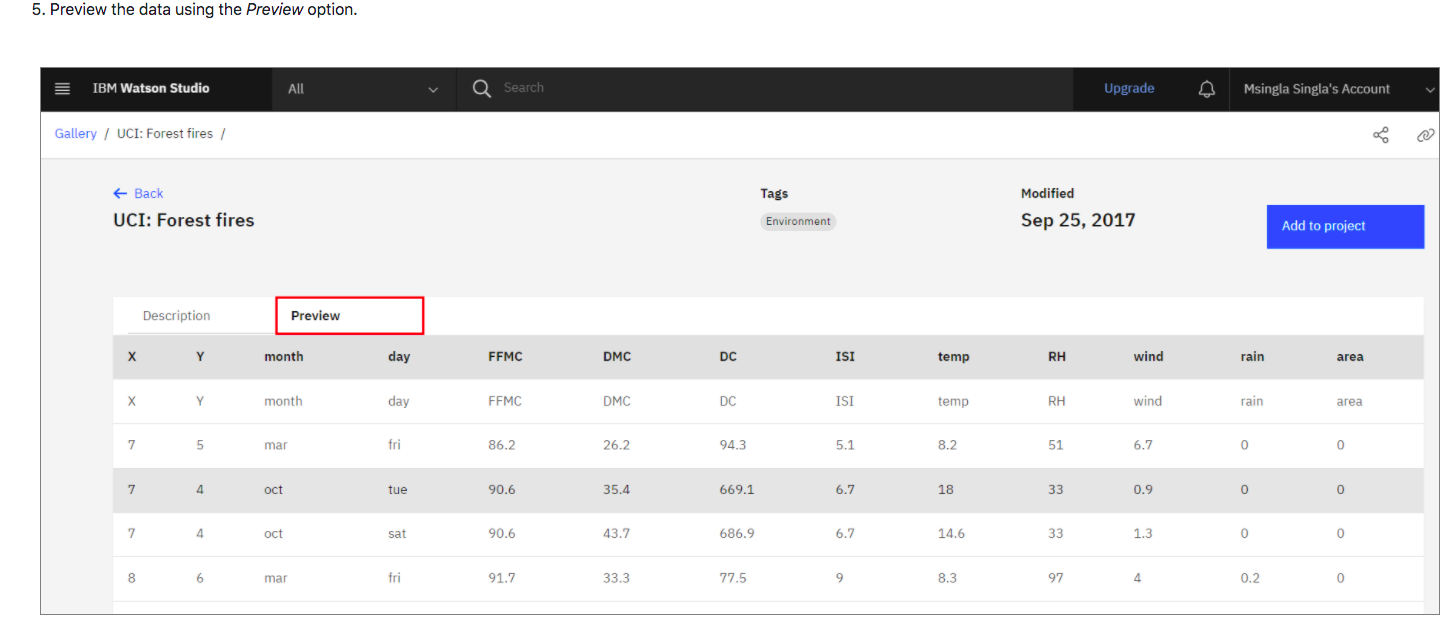 5. Preview the data using the Preview option.
IBM Watson Studio All Search Upgrade Msingla Singla's Account
Gallery / UCI: Forest fires /
Back Tags Modified
UCI: Forest fires Environment Sep 25, 2017 Add to project
Description Preview
X Y month day FFMC DMC DC ISI temp RH wind rain area
X Y month day FFMC DMC DC ISI temp RH wind rain area
7 5 mar fri 86.2 26.2 94.3 5.1 8.2 51 6.7 0 0
7 4 oct tue 90.6 35.4 669.1 6.7 18 33 0.9 0 0
7 4 oct sat 90.6 43.7 686.9 6.7 14.6 33 1.3 0 0
8 6 mar fri 91.7 33.3 77.5 9 8.3 97 4 0.2 0